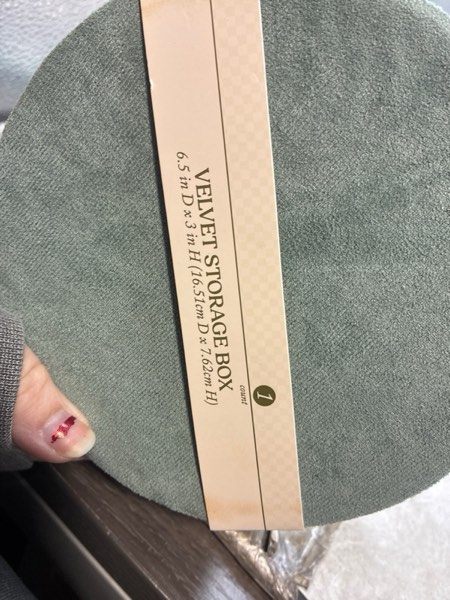 VELVET STORAGE BOX
6.5 in D x 3 in H (16.51cm D x 7.62cm H)
1
count